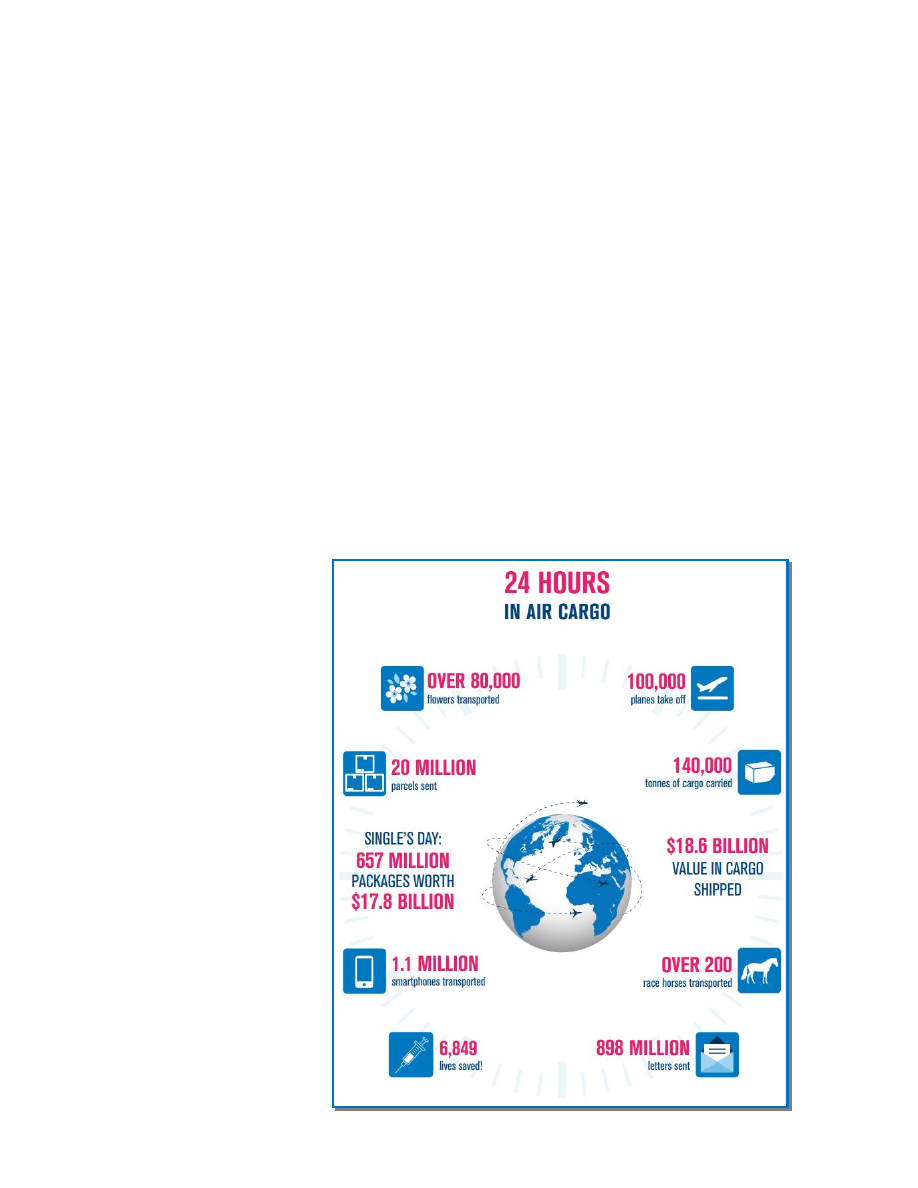 24 HOURS
IN AIR CARGO
OVER 80,000
flowers transported
100,000
planes take off
20 MILLION
parcels sent
140,000
tonnes of cargo carried
SINGLE'S DAY:
657 MILLION
PACKAGES WORTH
$17.8 BILLION
$18.6 BILLION
VALUE IN CARGO
SHIPPED
1.1 MILLION
smartphones transported
OVER 200
race horses transported
6,849
lives saved!
898 MILLION
letters sent